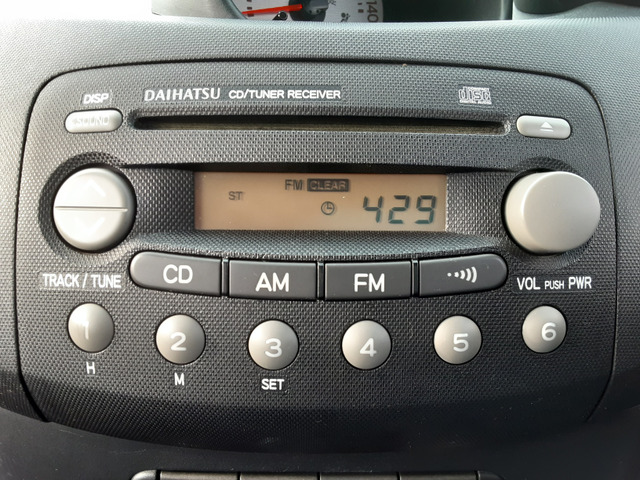 140
DISP
DAIHATSU CD/TUNER RECEIVER
disc
SOUND
FM CLEAR
ST
429
CD AM FM
TRACK / TUNE
VOL PUSH PWR
1 2 3 4 5 6
H M SET